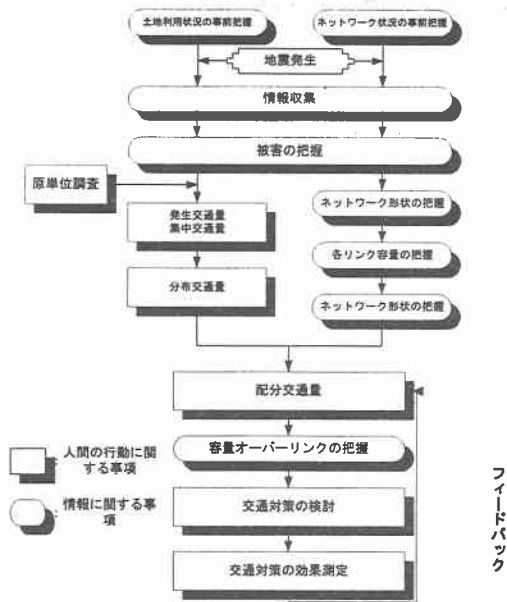 土地利用状況の事前把握
ネットワーク状況の事前把握
地震発生
情報収集
被害の把握
原単位調査
発生交通量
集中交通量
分布交通量
ネットワーク形状の把握
各リンク容量の把握
ネットワーク形状の把握
配分交通量
容量オーバーリンクの把握
交通対策の検討
交通対策の効果測定
:人間の行動に関
する事項
:情報に関する事
項
フィードバック